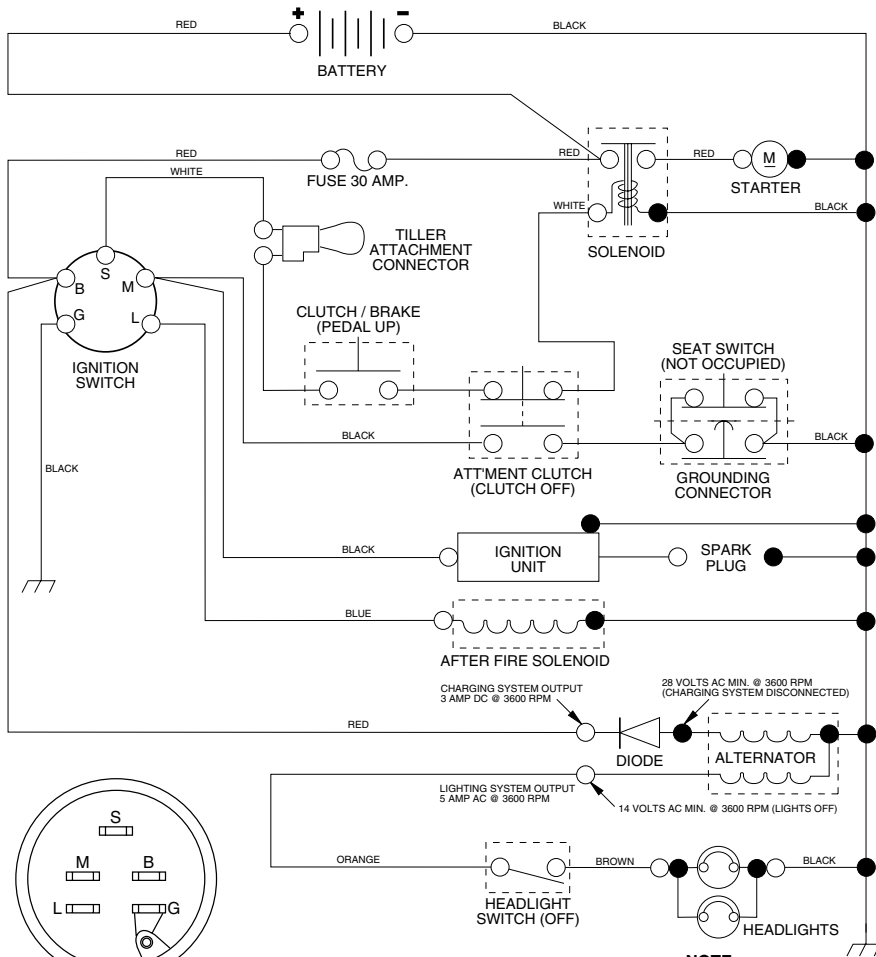 RED
+
-
BLACK
BATTERY
RED
FUSE 30 AMP.
RED
RED
M
STARTER
WHITE
WHITE
BLACK
SOLENOID
TILLER
ATTACHMENT
CONNECTOR
S
B
M
G
L
IGNITION
SWITCH
CLUTCH / BRAKE
(PEDAL UP)
SEAT SWITCH
(NOT OCCUPIED)
BLACK
BLACK
ATT'MENT CLUTCH
(CLUTCH OFF)
GROUNDING
CONNECTOR
BLACK
BLACK
IGNITION
UNIT
SPARK
PLUG
BLUE
AFTER FIRE SOLENOID
CHARGING SYSTEM OUTPUT
3 AMP DC @ 3600 RPM
28 VOLTS AC MIN. @ 3600 RPM
(CHARGING SYSTEM DISCONNECTED)
RED
DIODE
ALTERNATOR
LIGHTING SYSTEM OUTPUT
5 AMP AC @ 3600 RPM
14 VOLTS AC MIN. @ 3600 RPM (LIGHTS OFF)
S
M
B
L
G
ORANGE
BROWN
BLACK
HEADLIGHT
SWITCH (OFF)
HEADLIGHTS
NOTE